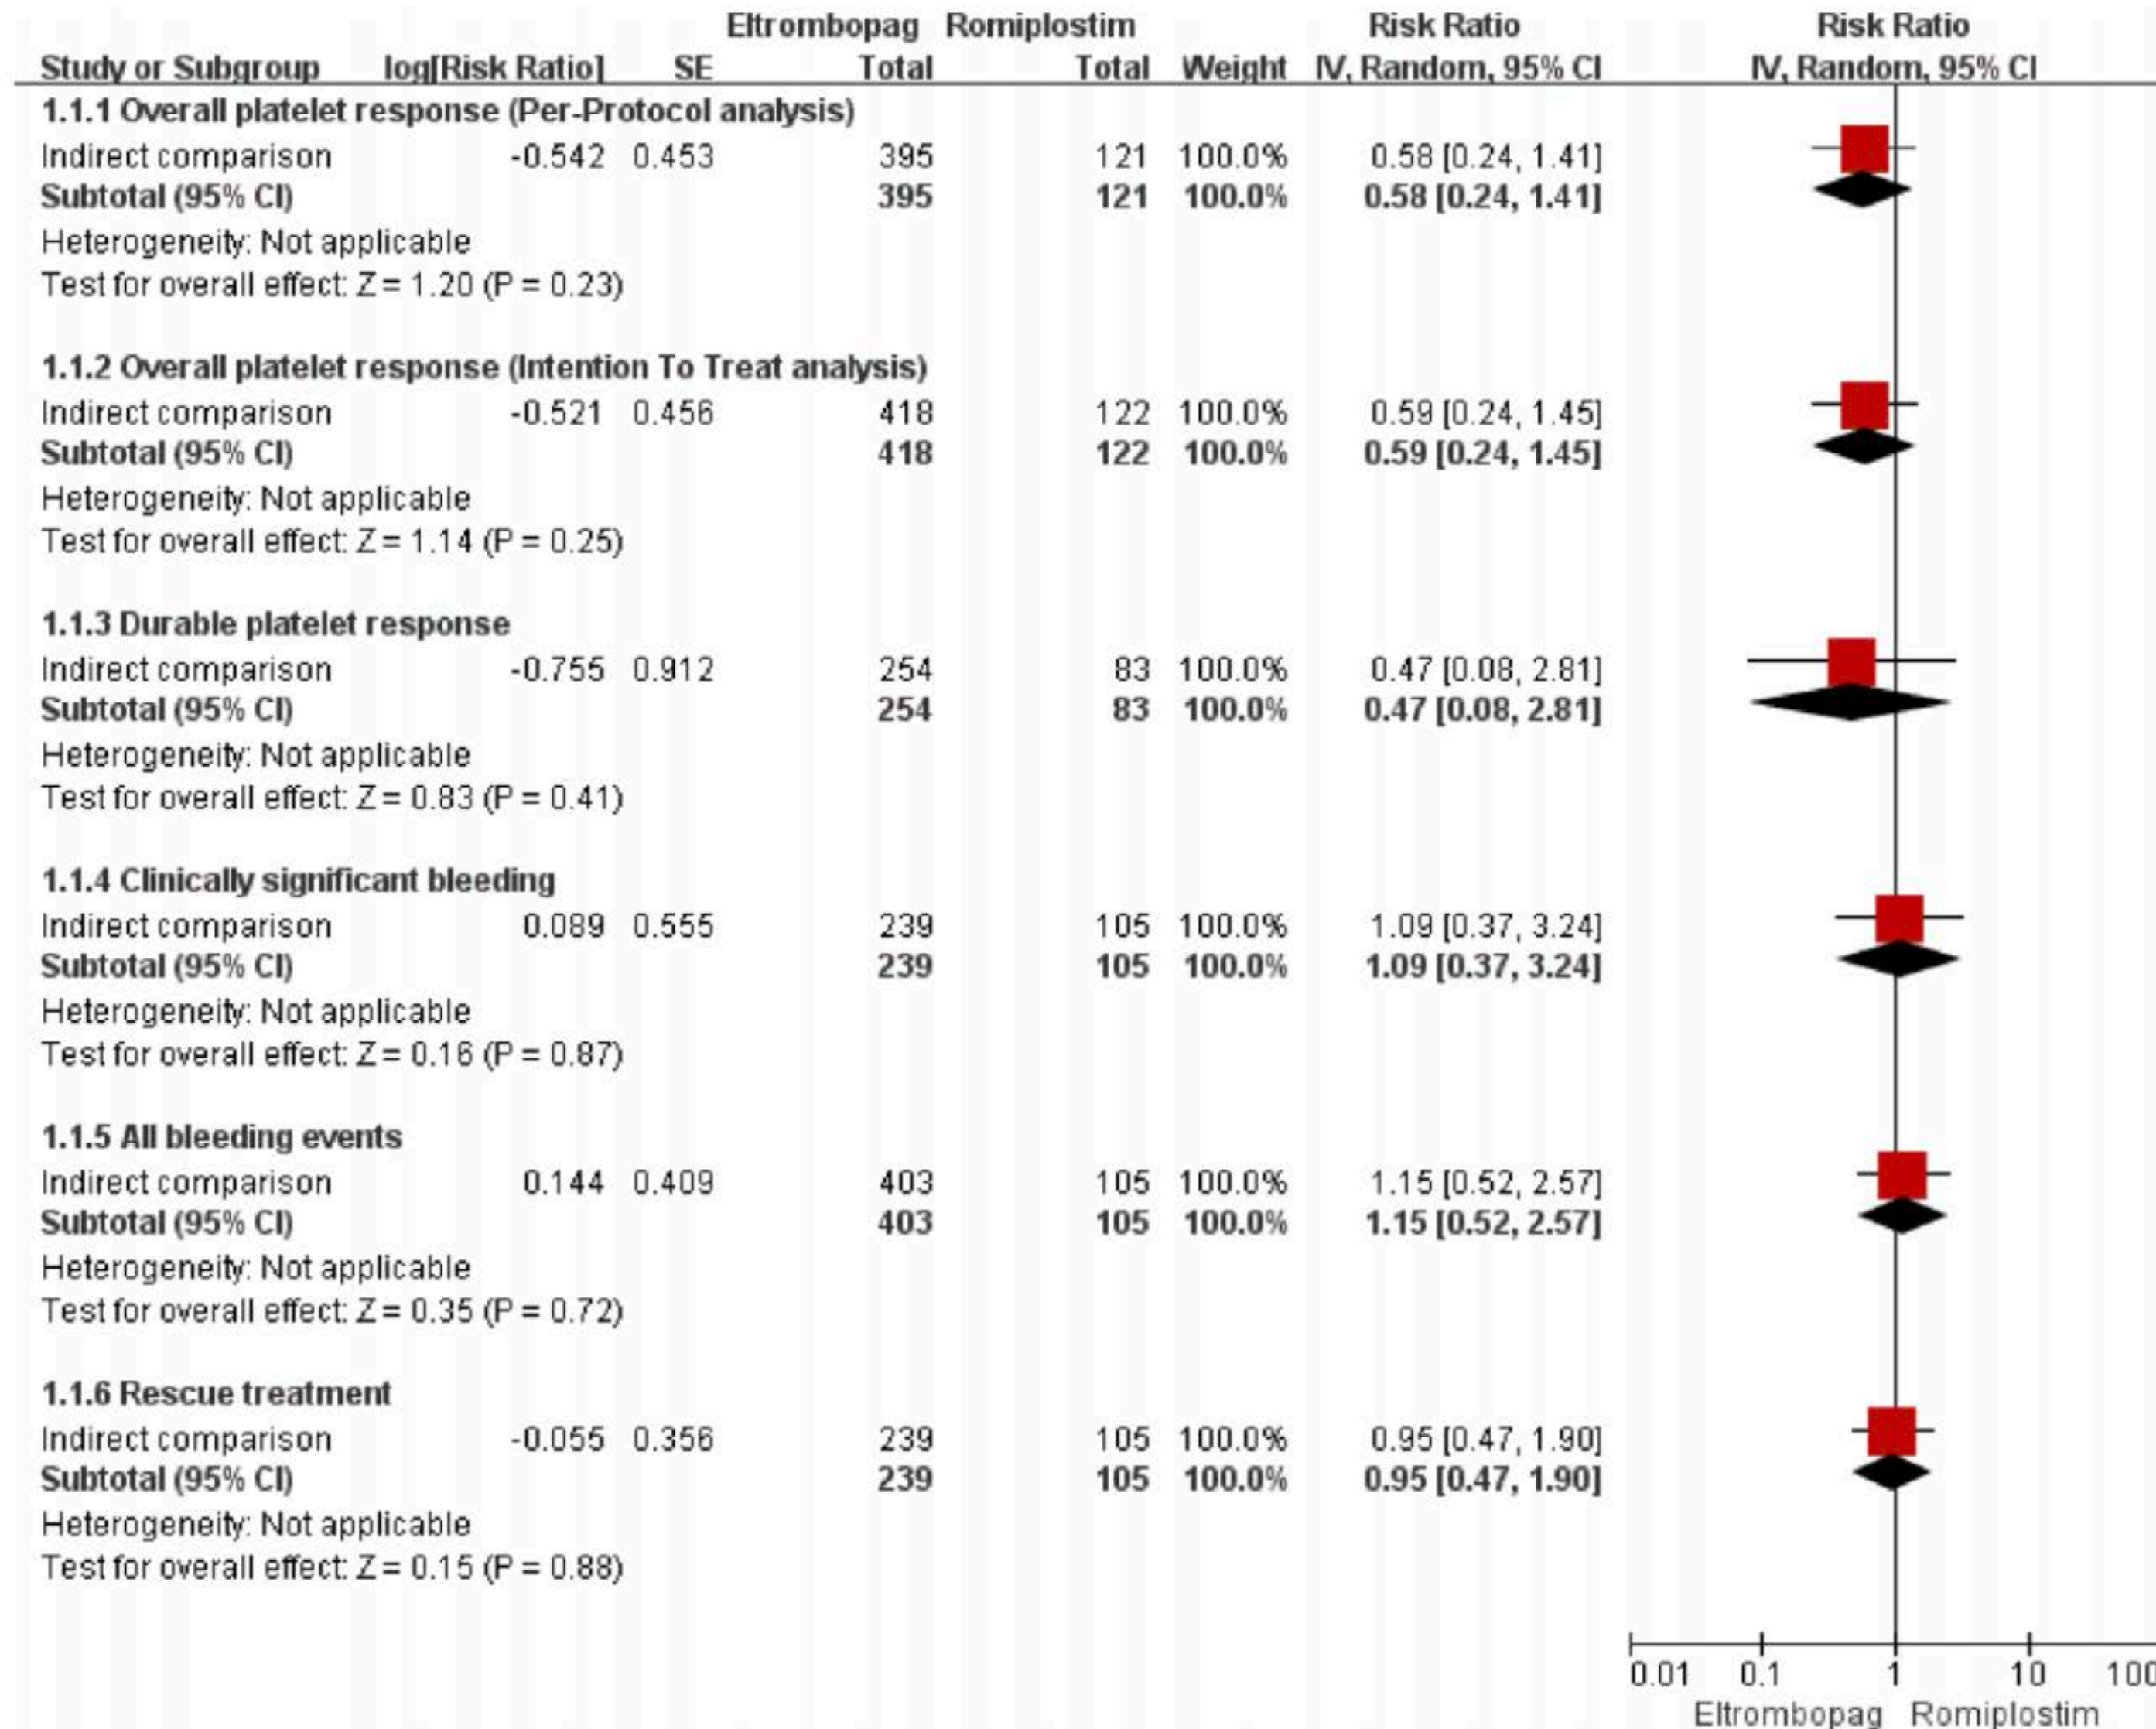 Eltrombopag Romiplostim Risk Ratio Risk Ratio
Study or Subgroup log[Risk Ratio] SE Total Total Weight IV, Random, 95% CI IV, Random, 95% CI
1.1.1 Overall platelet response (Per-Protocol analysis)
Indirect comparison -0.542 0.453 395 121 100.0% 0.58 [0.24, 1.41]
Subtotal (95% CI) 395 121 100.0% 0.58 [0.24, 1.41]
Heterogeneity: Not applicable
Test for overall effect: Z = 1.20 (P = 0.23)
1.1.2 Overall platelet response (Intention To Treat analysis)
Indirect comparison -0.521 0.456 418 122 100.0% 0.59 [0.24, 1.45]
Subtotal (95% CI) 418 122 100.0% 0.59 [0.24, 1.45]
Heterogeneity: Not applicable
Test for overall effect: Z = 1.14 (P = 0.25)
1.1.3 Durable platelet response
Indirect comparison -0.755 0.912 254 83 100.0% 0.47 [0.08, 2.81]
Subtotal (95% CI) 254 83 100.0% 0.47 [0.08, 2.81]
Heterogeneity: Not applicable
Test for overall effect: Z = 0.83 (P = 0.41)
1.1.4 Clinically significant bleeding
Indirect comparison 0.089 0.555 239 105 100.0% 1.09 [0.37, 3.24]
Subtotal (95% CI) 239 105 100.0% 1.09 [0.37, 3.24]
Heterogeneity: Not applicable
Test for overall effect: Z = 0.16 (P = 0.87)
1.1.5 All bleeding events
Indirect comparison 0.144 0.409 403 105 100.0% 1.15 [0.52, 2.57]
Subtotal (95% CI) 403 105 100.0% 1.15 [0.52, 2.57]
Heterogeneity: Not applicable
Test for overall effect: Z = 0.35 (P = 0.72)
1.1.6 Rescue treatment
Indirect comparison -0.055 0.356 239 105 100.0% 0.95 [0.47, 1.90]
Subtotal (95% CI) 239 105 100.0% 0.95 [0.47, 1.90]
Heterogeneity: Not applicable
Test for overall effect: Z = 0.15 (P = 0.88)
0.01 0.1 1 10 100
Eltrombopag Romiplostim